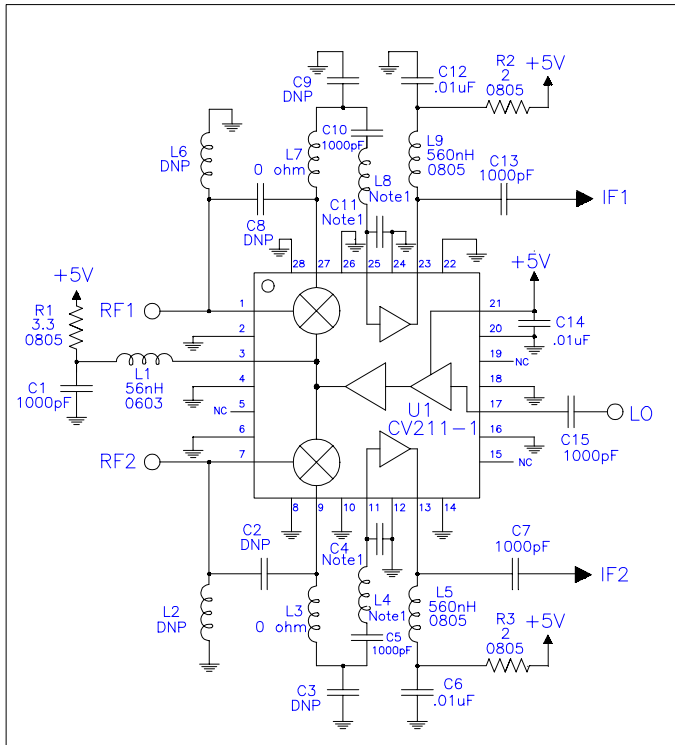 C9
DNP
C12
.01uF
R2
2
0805
+5V
L6
DNP
C10
1000pF
L7
0 ohm
L9
560nH
0805
C13
1000pF
L8
Note1
IF1
C8
DNP
C11
Note1
28
27
26
25
24
23
22
+5V
+5V
R1
3.3
0805
RF1
1
21
2
20
C14
.01uF
3
19
NC
L1
56nH
0603
C1
1000pF
4
18
5
NC
17
LO
U1
CV211-1
C15
1000pF
6
16
RF2
7
15
NC
8
9
10
11
12
13
14
C2
DNP
C4
Note1
C7
1000pF
IF2
L2
DNP
L3
0 ohm
L4
Note1
L5
560nH
0805
C5
1000pF
R3
2
0805
+5V
C3
DNP
C6
.01uF